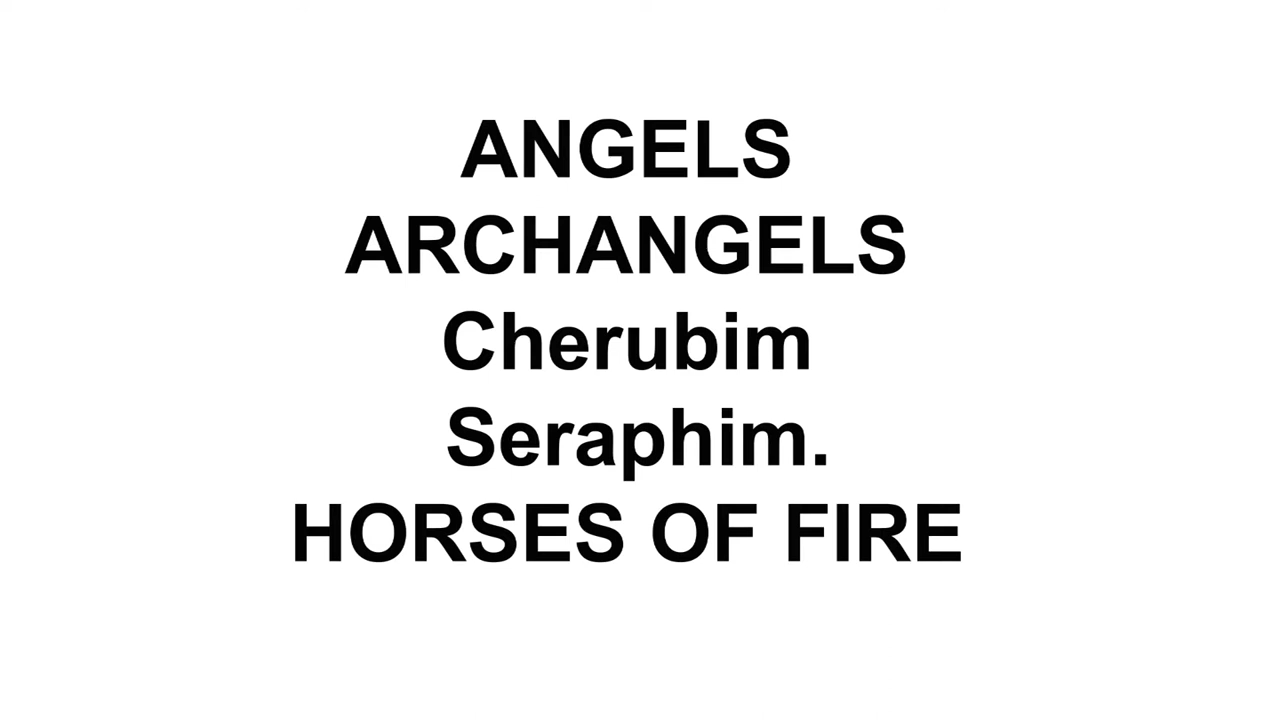 ANGELS
ARCHANGELS
Cherubim
Seraphim.
HORSES OF FIRE